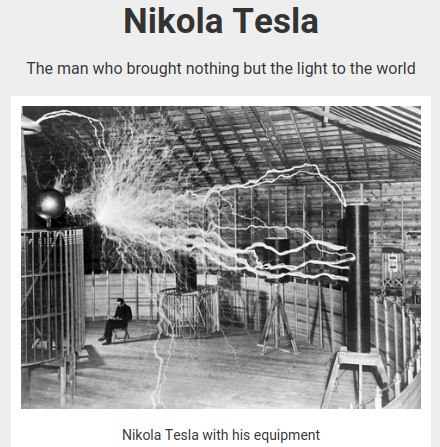 Nikola Tesla
The man who brought nothing but the light to the world
Nikola Tesla with his equipment